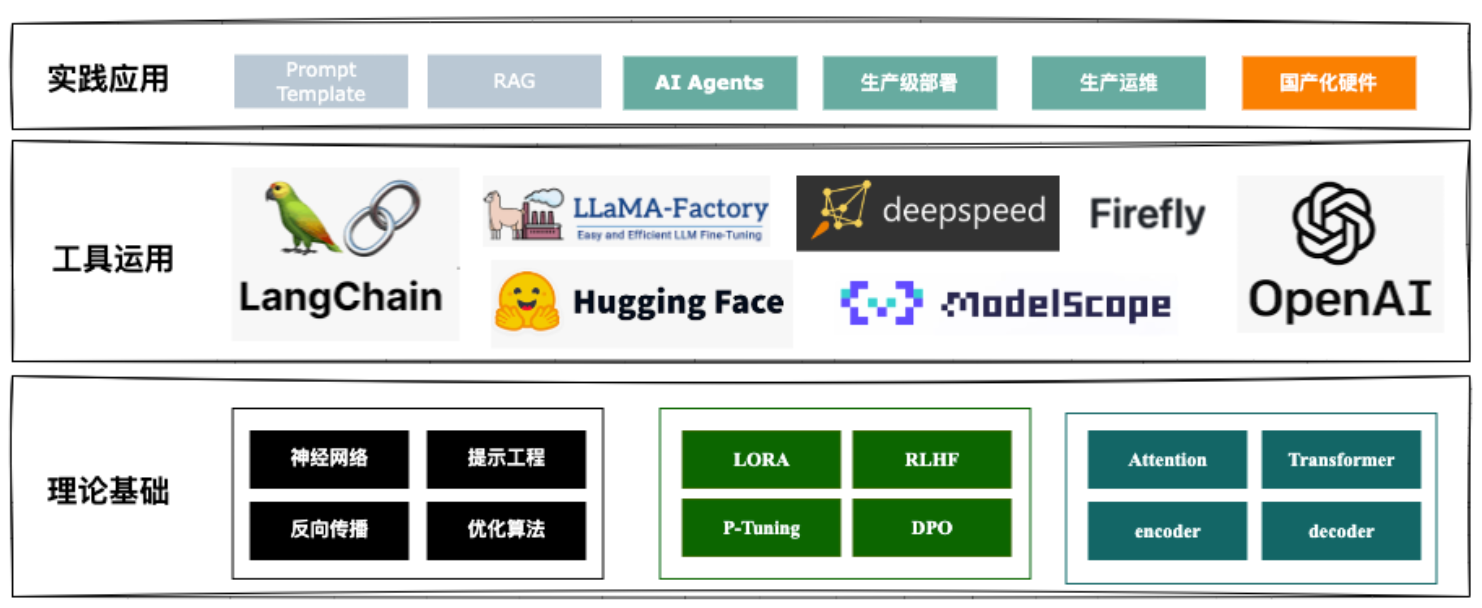 实践应用
Prompt
Template
RAG
AI Agents
生产级部署
生产运维
国产化硬件
工具运用
LangChain
LLaMA-Factory
Easy and Efficient LLM Fine-Tuning
deepspeed
Firefly
OpenAI
Hugging Face
ModelScope
理论基础
神经网络
提示工程
反向传播
优化算法
LORA
RLHF
P-Tuning
DPO
Attention
Transformer
encoder
decoder